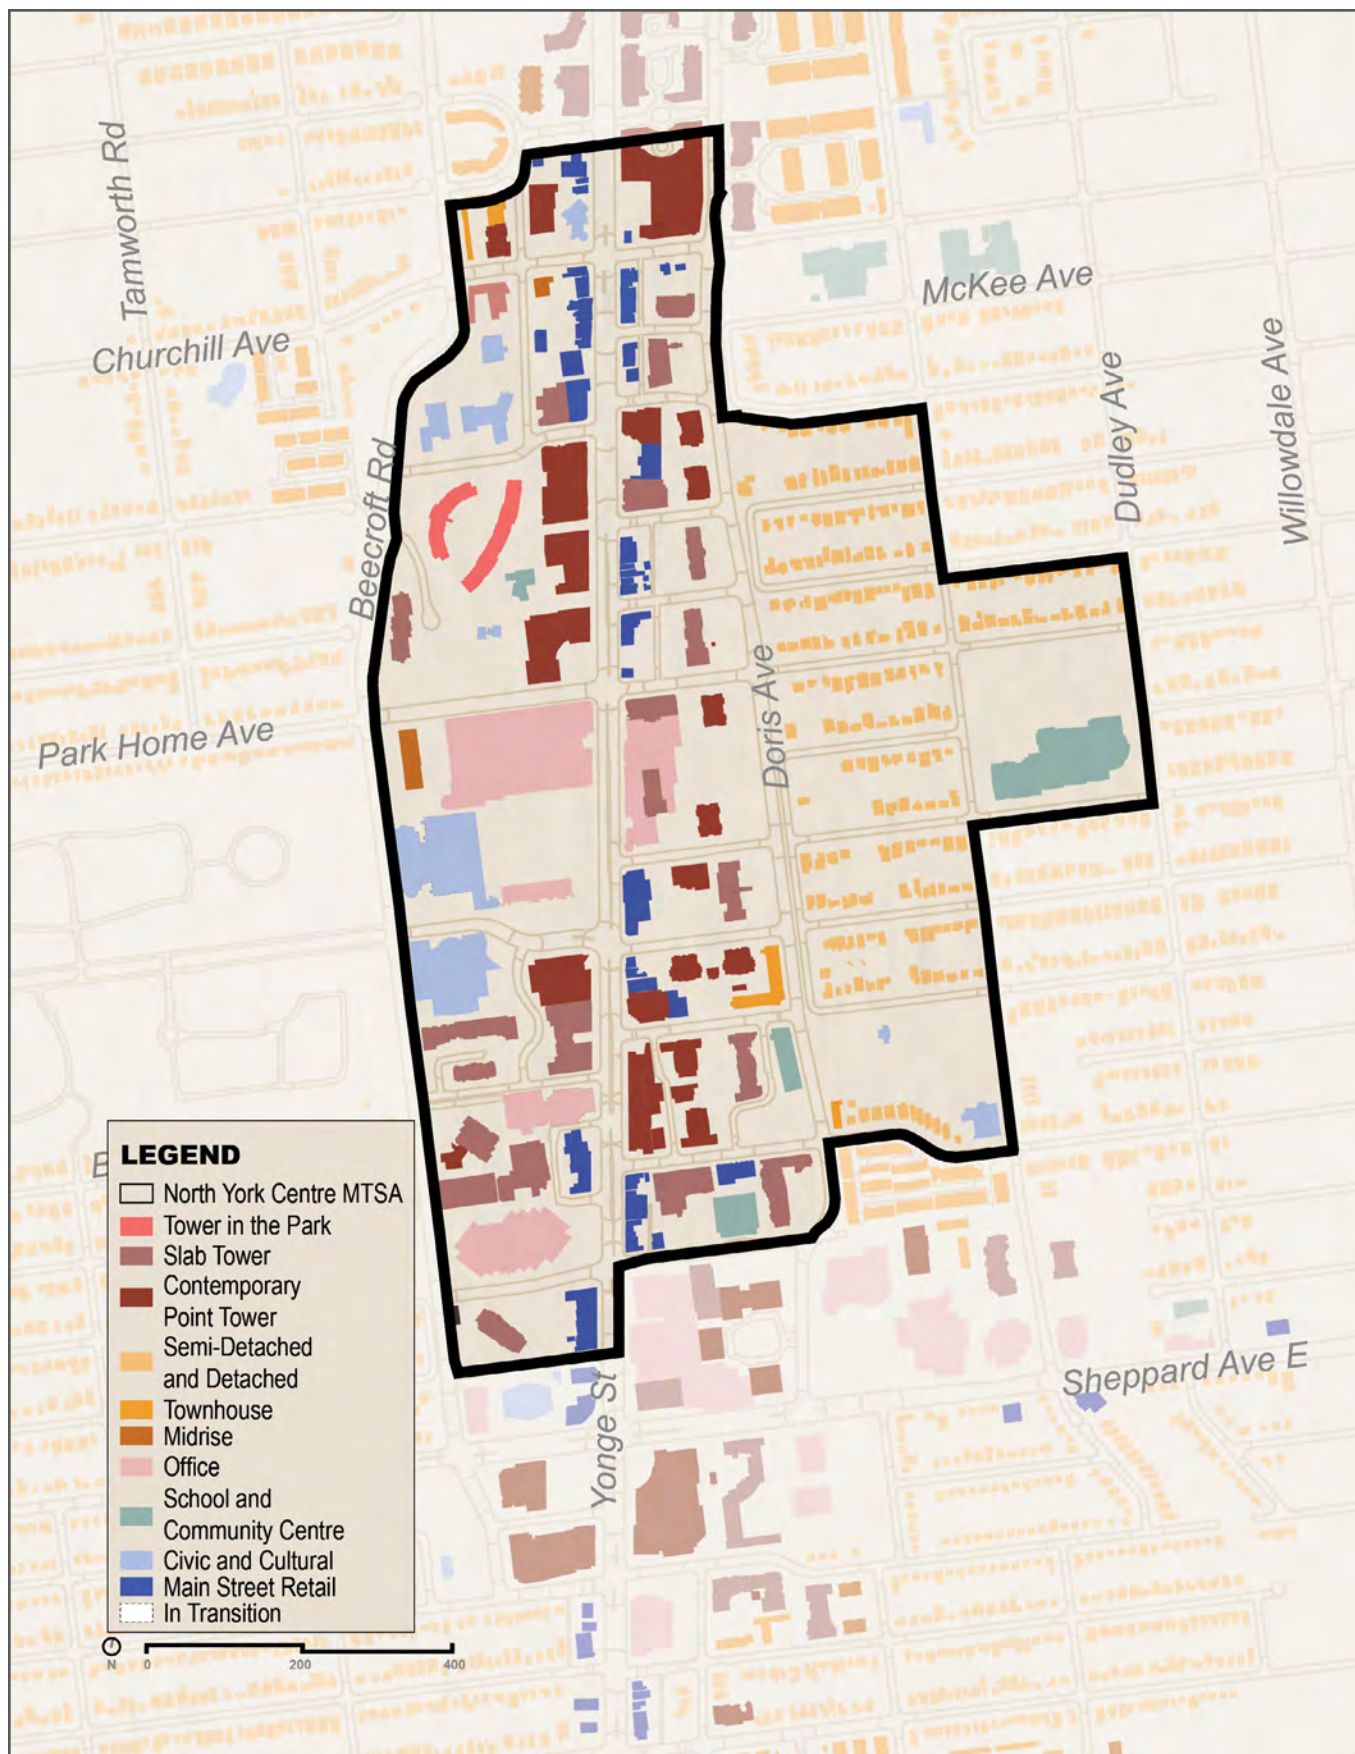 Tamworth Rd
McKee Ave
Churchill Ave
Willowdale Ave
Dudley Ave
Beecroft Rd
Doris Ave
Park Home Ave
B
LEGEND
North York Centre MTSA
Tower in the Park
Slab Tower
Contemporary
Point Tower
Semi-Detached
and Detached
Townhouse
Midrise
Office
School and
Community Centre
Civic and Cultural
Main Street Retail
In Transition
Sheppard Ave E
Yonge St
N 0 200 400